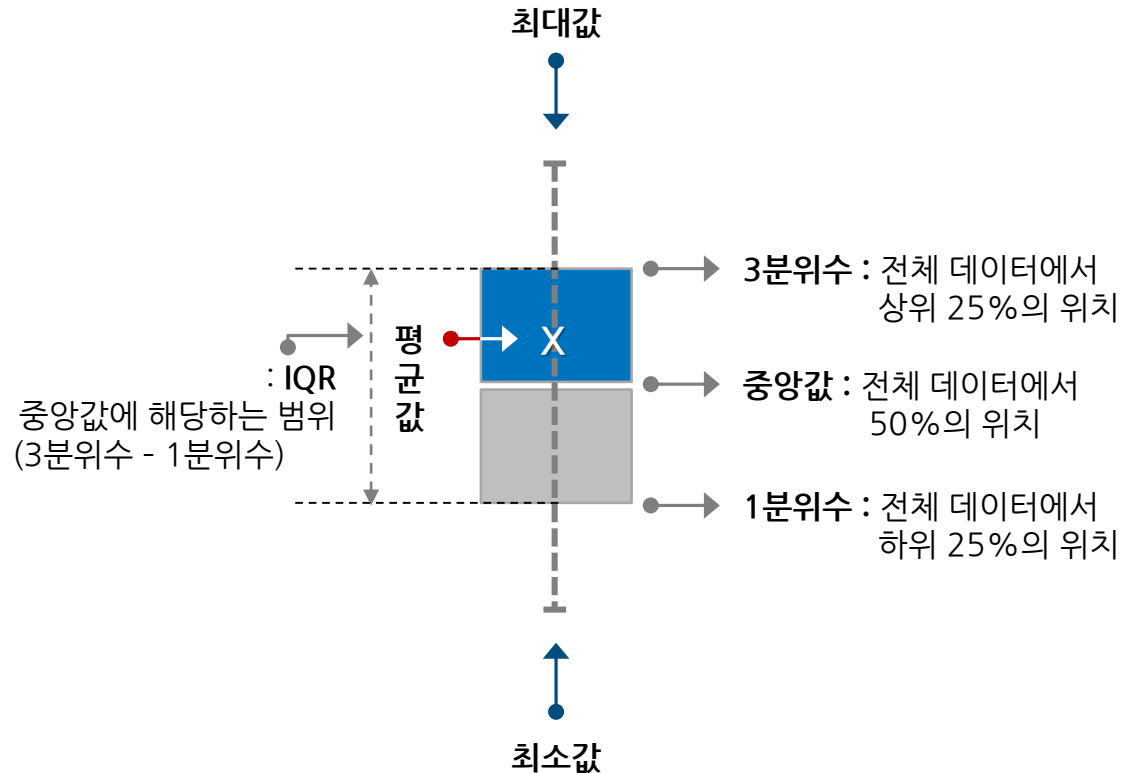 최대값
3분위수 : 전체 데이터에서
상위 25%의 위치
평
균
값
X
: IQR
중앙값에 해당하는 범위
(3분위수 - 1분위수)
중앙값 : 전체 데이터에서
50%의 위치
1분위수 : 전체 데이터에서
하위 25%의 위치
최소값